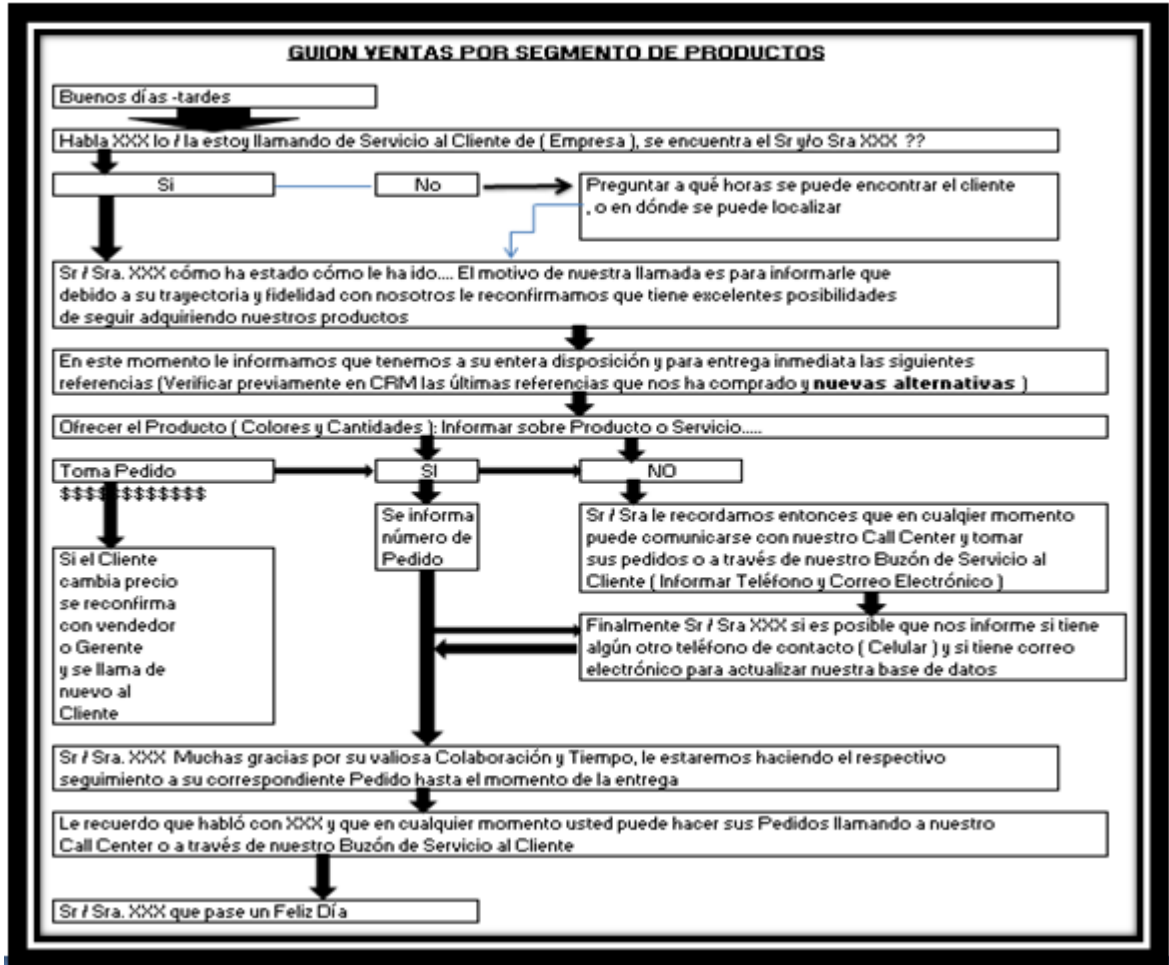 GUION VENTAS POR SEGMENTO DE PRODUCTOS
Buenos días -tardes
Habla XXX lo / la estoy llamando de Servicio al Cliente de ( Empresa ), se encuentra el Sr y/o Sra XXX ??
Si
No
Preguntar a qué horas se puede encontrar el cliente
, o en dónde se puede localizar
Sr / Sra. XXX cómo ha estado cómo le ha ido.... El motivo de nuestra llamada es para informarle que
debido a su trayectoria y fidelidad con nosotros le reconfirmamos que tiene excelentes posibilidades
de seguir adquiriendo nuestros productos
En este momento le informamos que tenemos a su entera disposición y para entrega inmediata las siguientes
referencias (Verificar previamente en CRM las últimas referencias que nos ha comprado y nuevas alternativas )
Ofrecer el Producto ( Colores y Cantidades ): Informar sobre Producto o Servicio.....
Toma Pedido
SI
NO
$$$$$$$$$$$$$
Se informa
número de
Pedido
Sr / Sra le recordamos entonces que en cualqier momento
puede comunicarse con nuestro Call Center y tomar
sus pedidos o a través de nuestro Buzón de Servicio al
Cliente ( Informar Teléfono y Correo Electrónico )
Si el Cliente
cambia precio
se reconfirma
con vendedor
o Gerente
y se llama de
nuevo al
Cliente
Finalmente Sr / Sra XXX si es posible que nos informe si tiene
algún otro teléfono de contacto ( Celular ) y si tiene correo
electrónico para actualizar nuestra base de datos
Sr / Sra. XXX Muchas gracias por su valiosa Colaboración y Tiempo, le estaremos haciendo el respectivo
seguimiento a su correspondiente Pedido hasta el momento de la entrega
Le recuerdo que habló con XXX y que en cualquier momento usted puede hacer sus Pedidos llamando a nuestro
Call Center o a través de nuestro Buzón de Servicio al Cliente
Sr / Sra. XXX que pase un Feliz Día